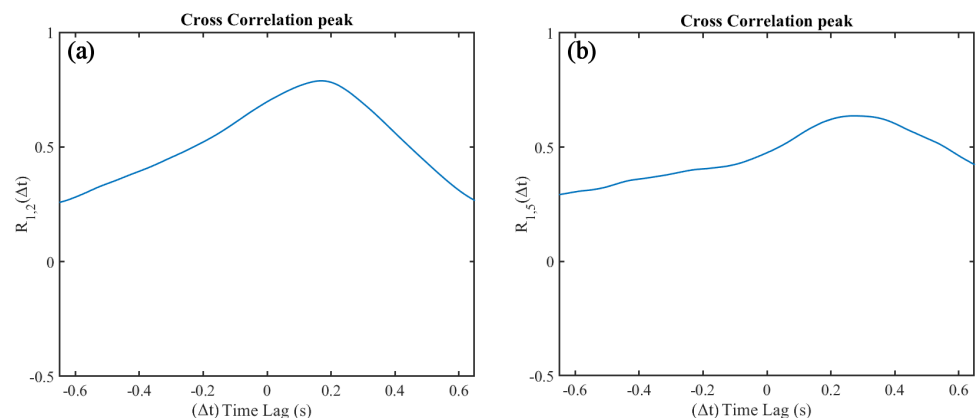 Cross Correlation peak
(a)
1
0.5
0
-0.5
R1,2(Δt)
-0.6 -0.4 -0.2 0 0.2 0.4 0.6
(Δt) Time Lag (s)
Cross Correlation peak
(b)
1
0.5
0
-0.5
R1,5(Δt)
-0.6 -0.4 -0.2 0 0.2 0.4 0.6
(Δt) Time Lag (s)